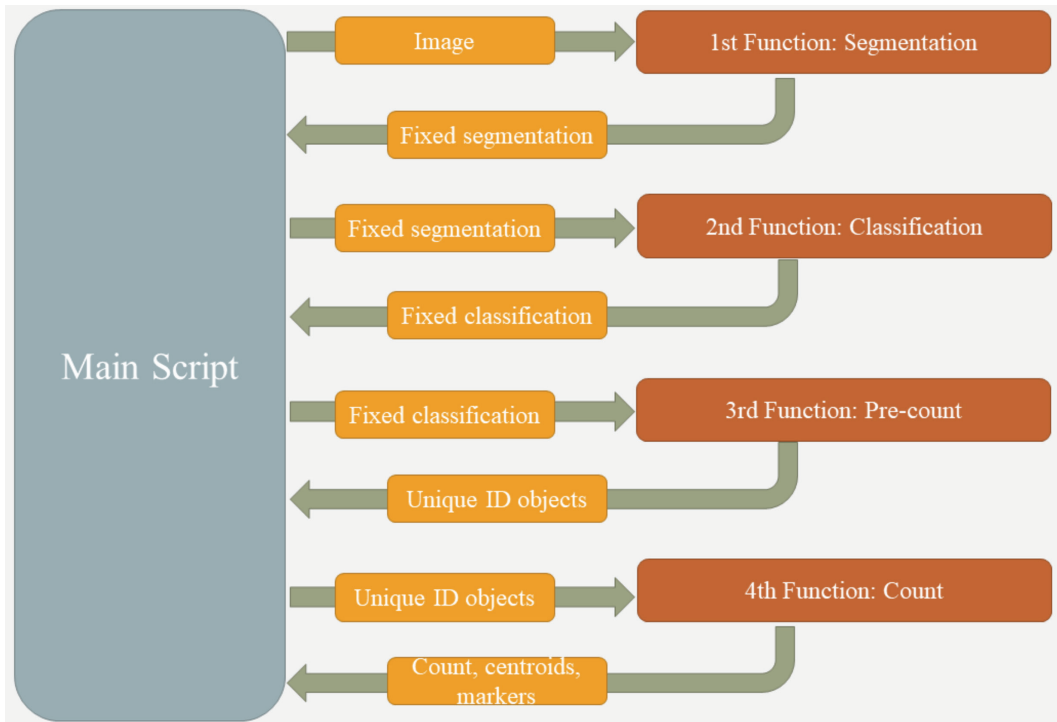 Image
1st Function: Segmentation
Fixed segmentation
Fixed segmentation
2nd Function: Classification
Fixed classification
Main Script
Fixed classification
3rd Function: Pre-count
Unique ID objects
Unique ID objects
4th Function: Count
Count, centroids,
markers